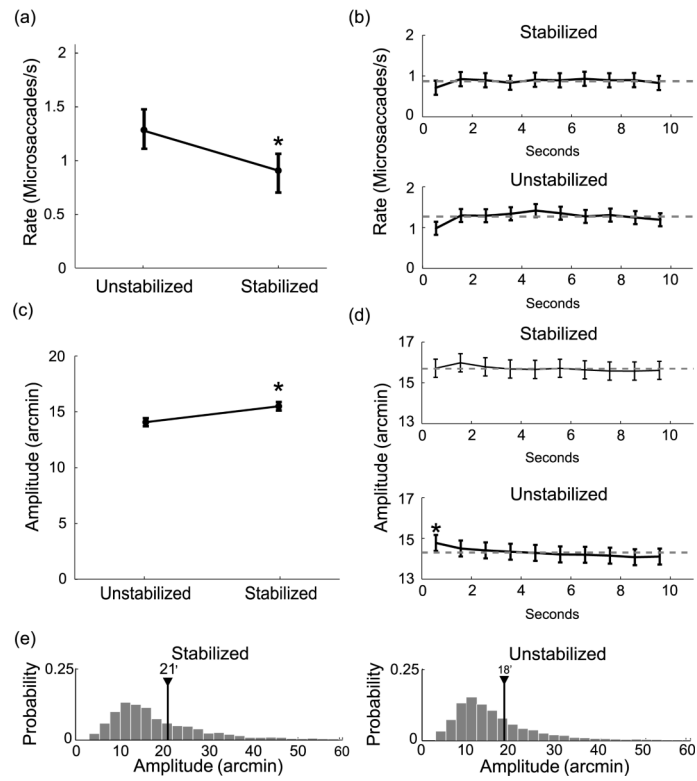 (a)
Rate (Microsaccades/s)
2
1.5
1
0.5
0
*
Unstabilized Stabilized
(b)
Rate (Microsaccades/s)
Stabilized
2
1
0
0 2 4 6 8 10
Seconds
Unstabilized
2
1
0
0 2 4 6 8 10
Seconds
(c)
Amplitude (arcmin)
20
15
10
5
0
*
Unstabilized Stabilized
(d)
Amplitude (arcmin)
Stabilized
17
15
13
0 2 4 6 8 10
Seconds
Unstabilized
17
*
15
13
0 2 4 6 8 10
Seconds
(e)
Stabilized
Probability
0.25
0
21'
0 10 20 30 40 50 60
Amplitude (arcmin)
Unstabilized
Probability
0.25
0
18'
0 10 20 30 40 50 60
Amplitude (arcmin)